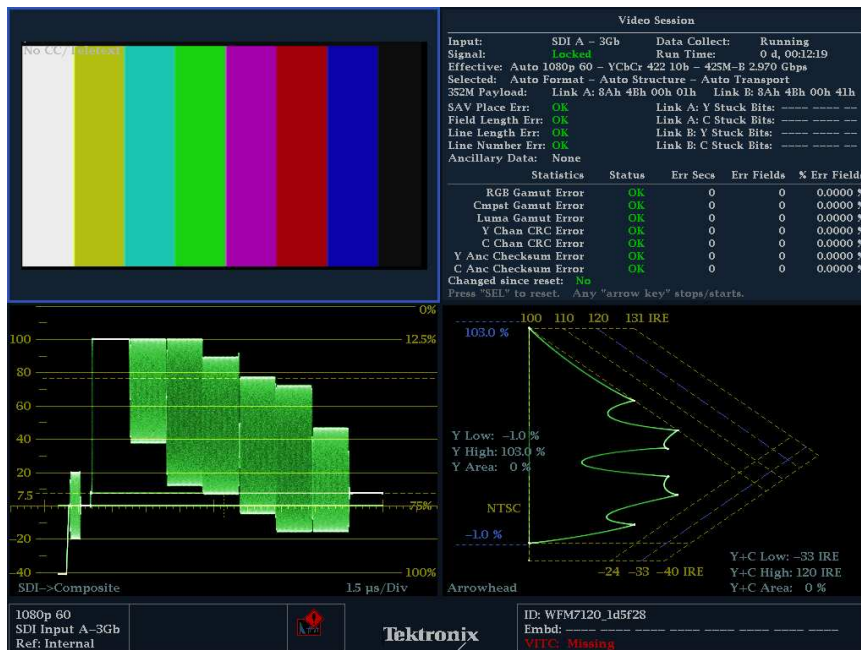 No CC/Teletext
Video Session
Input: SDI A – 3Gb Data Collect: Running
Signal: Locked Run Time: 0 d, 00:12:19
Effective: Auto 1080p 60 – YCbCr 422 10b – 425M–B 2.970 Gbps
Selected: Auto Format – Auto Structure – Auto Transport
352M Payload: Link A: 8Ah 4Bh 00h 01h Link B: 8Ah 4Bh 00h 41h
SAV Place Err: OK Link A: Y Stuck Bits: –––– –––– ––
Field Length Err: OK Link A: C Stuck Bits: –––– –––– ––
Line Length Err: OK Link B: Y Stuck Bits: –––– –––– ––
Line Number Err: OK Link B: C Stuck Bits: –––– –––– ––
Ancillary Data: None
Statistics Status Err Secs Err Fields % Err Fields
RGB Gamut Error OK 0 0 0.0000 %
Cmpst Gamut Error OK 0 0 0.0000 %
Luma Gamut Error OK 0 0 0.0000 %
Y Chan CRC Error OK 0 0 0.0000 %
C Chan CRC Error OK 0 0 0.0000 %
Y Anc Checksum Error OK 0 0 0.0000 %
C Anc Checksum Error OK 0 0 0.0000 %
Changed since reset: No
Press "SEL" to reset. Any "arrow key" stops/starts.
0%
100 12.5%
80
60
40
20
7.5
75%
–20
–40 100%
SDI–>Composite 1.5 µs/Div
100 110 120 131 IRE
103.0 %
Y Low: –1.0 %
Y High: 103.0 %
Y Area: 0 %
NTSC
–1.0 %
–24 –33 –40 IRE
Y+C Low: –33 IRE
Y+C High: 120 IRE
Y+C Area: 0 %
Arrowhead
1080p 60
SDI Input A–3Gb
Ref: Internal
Tektronix
ID: WFM7120_1d5f28
Embd: –––– –––– –––– –––– –––– –––– –––– ––––
VITC: Missing